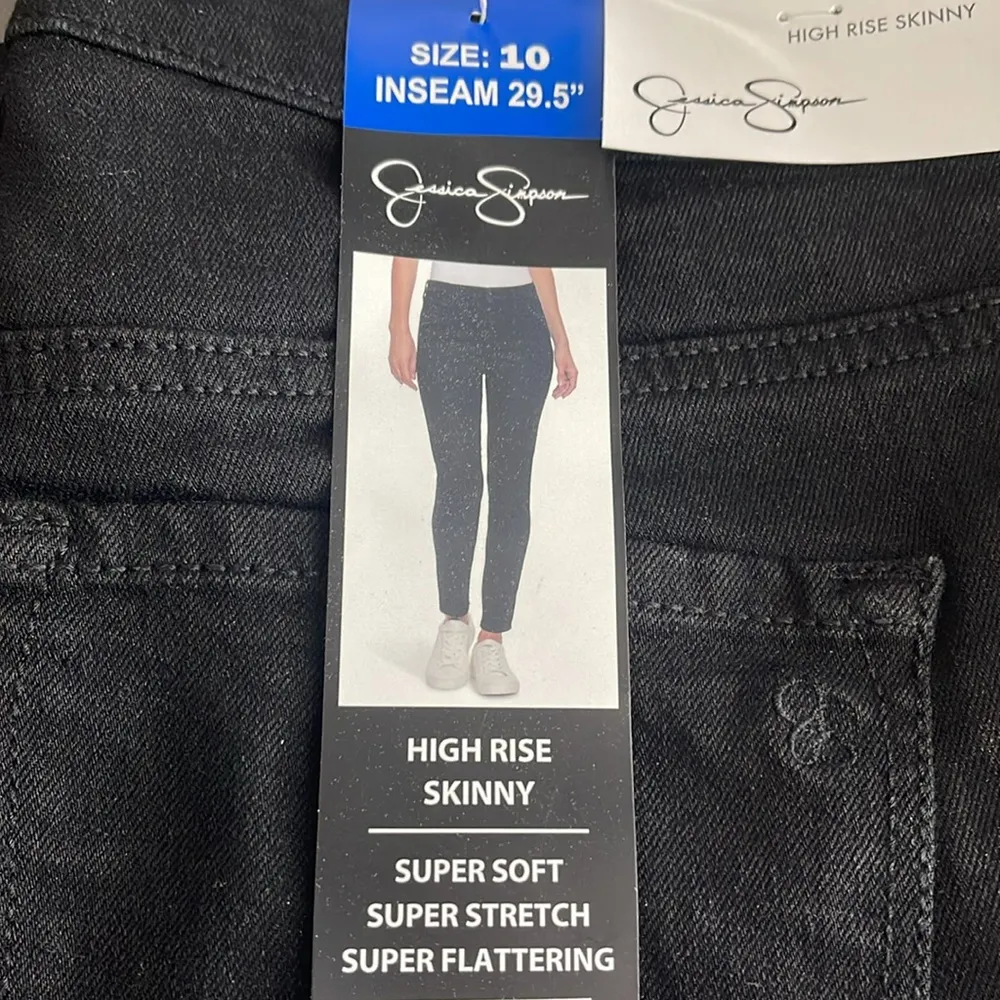 SIZE: 10
INSEAM 29.5”
Jessica Simpson
HIGH RISE SKINNY
Jessica Simpson
HIGH RISE
SKINNY
SUPER SOFT
SUPER STRETCH
SUPER FLATTERING